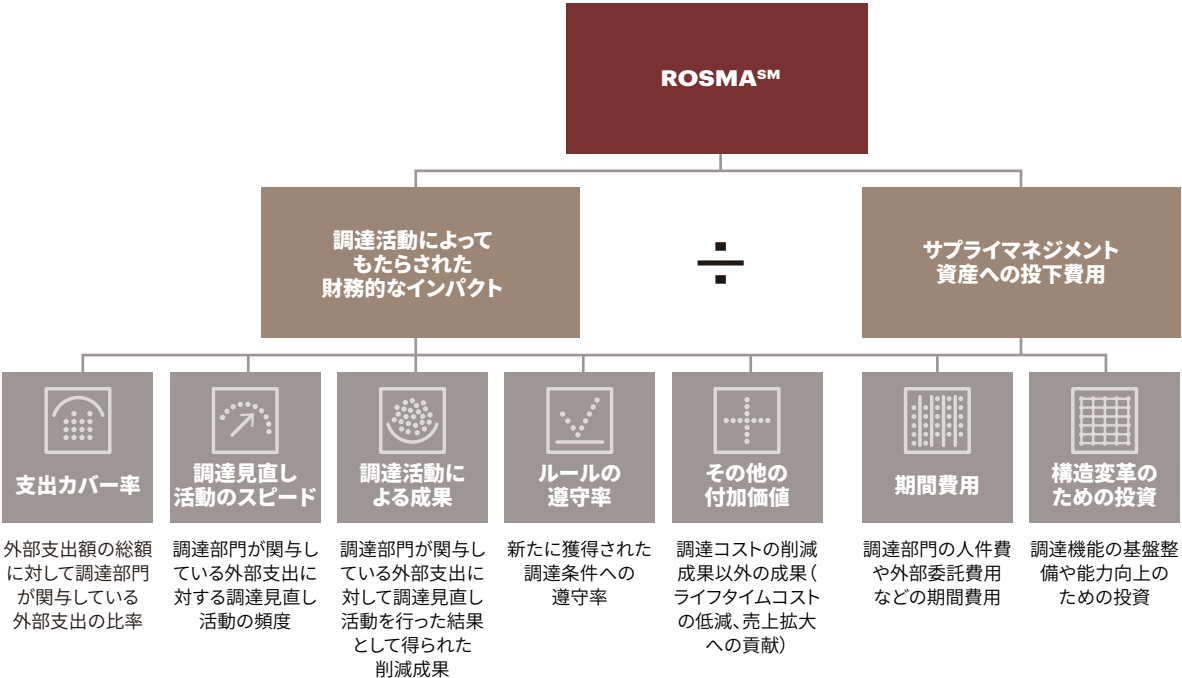 ROSMA℠
調達活動によって
もたらされた
財務的なインパクト
÷
サプライマネジメント
資産への投下費用
支出カバー率
外部支出額の総額
に対して調達部門
が関与している
外部支出の比率
調達見直し
活動のスピード
調達部門が関与し
ている外部支出に
対する調達見直し
活動の頻度
調達活動に
よる成果
調達部門が関与し
ている外部支出に
対して調達見直し
活動を行った結果
として得られた
削減成果
ルールの
遵守率
新たに獲得された
調達条件への
遵守率
その他の
付加価値
調達コストの削減
成果以外の成果（
ライフタイムコスト
の低減、売上拡大
への貢献）
期間費用
調達部門の人件費
や外部委託費用
などの期間費用
構造変革の
ための投資
調達機能の基盤整
備や能力向上の
ための投資